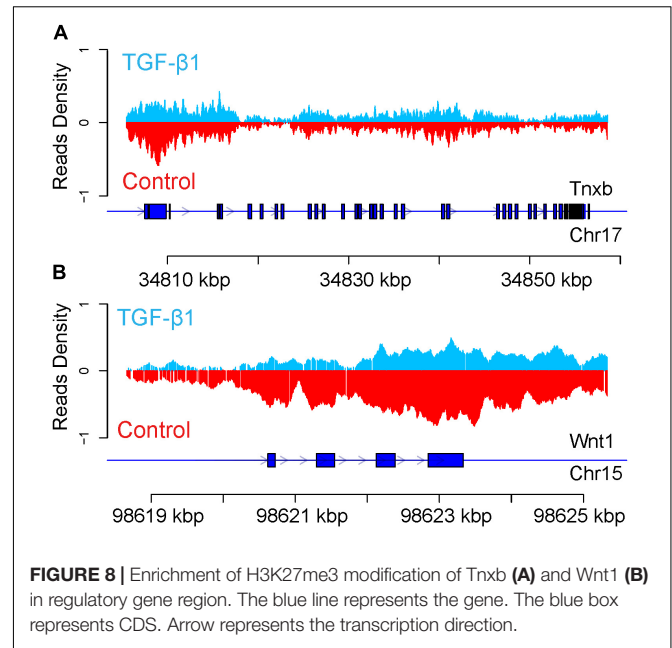 A
TGF-β1
Reads Density
1
0
−1
Control
Tnxb
Chr17
34810 kbp 34830 kbp 34850 kbp
B
TGF-β1
Reads Density
1
0
−1
Control
Wnt1
Chr15
98619 kbp 98621 kbp 98623 kbp 98625 kbp
FIGURE 8 | Enrichment of H3K27me3 modification of Tnxb (A) and Wnt1 (B)
in regulatory gene region. The blue line represents the gene. The blue box
represents CDS. Arrow represents the transcription direction.